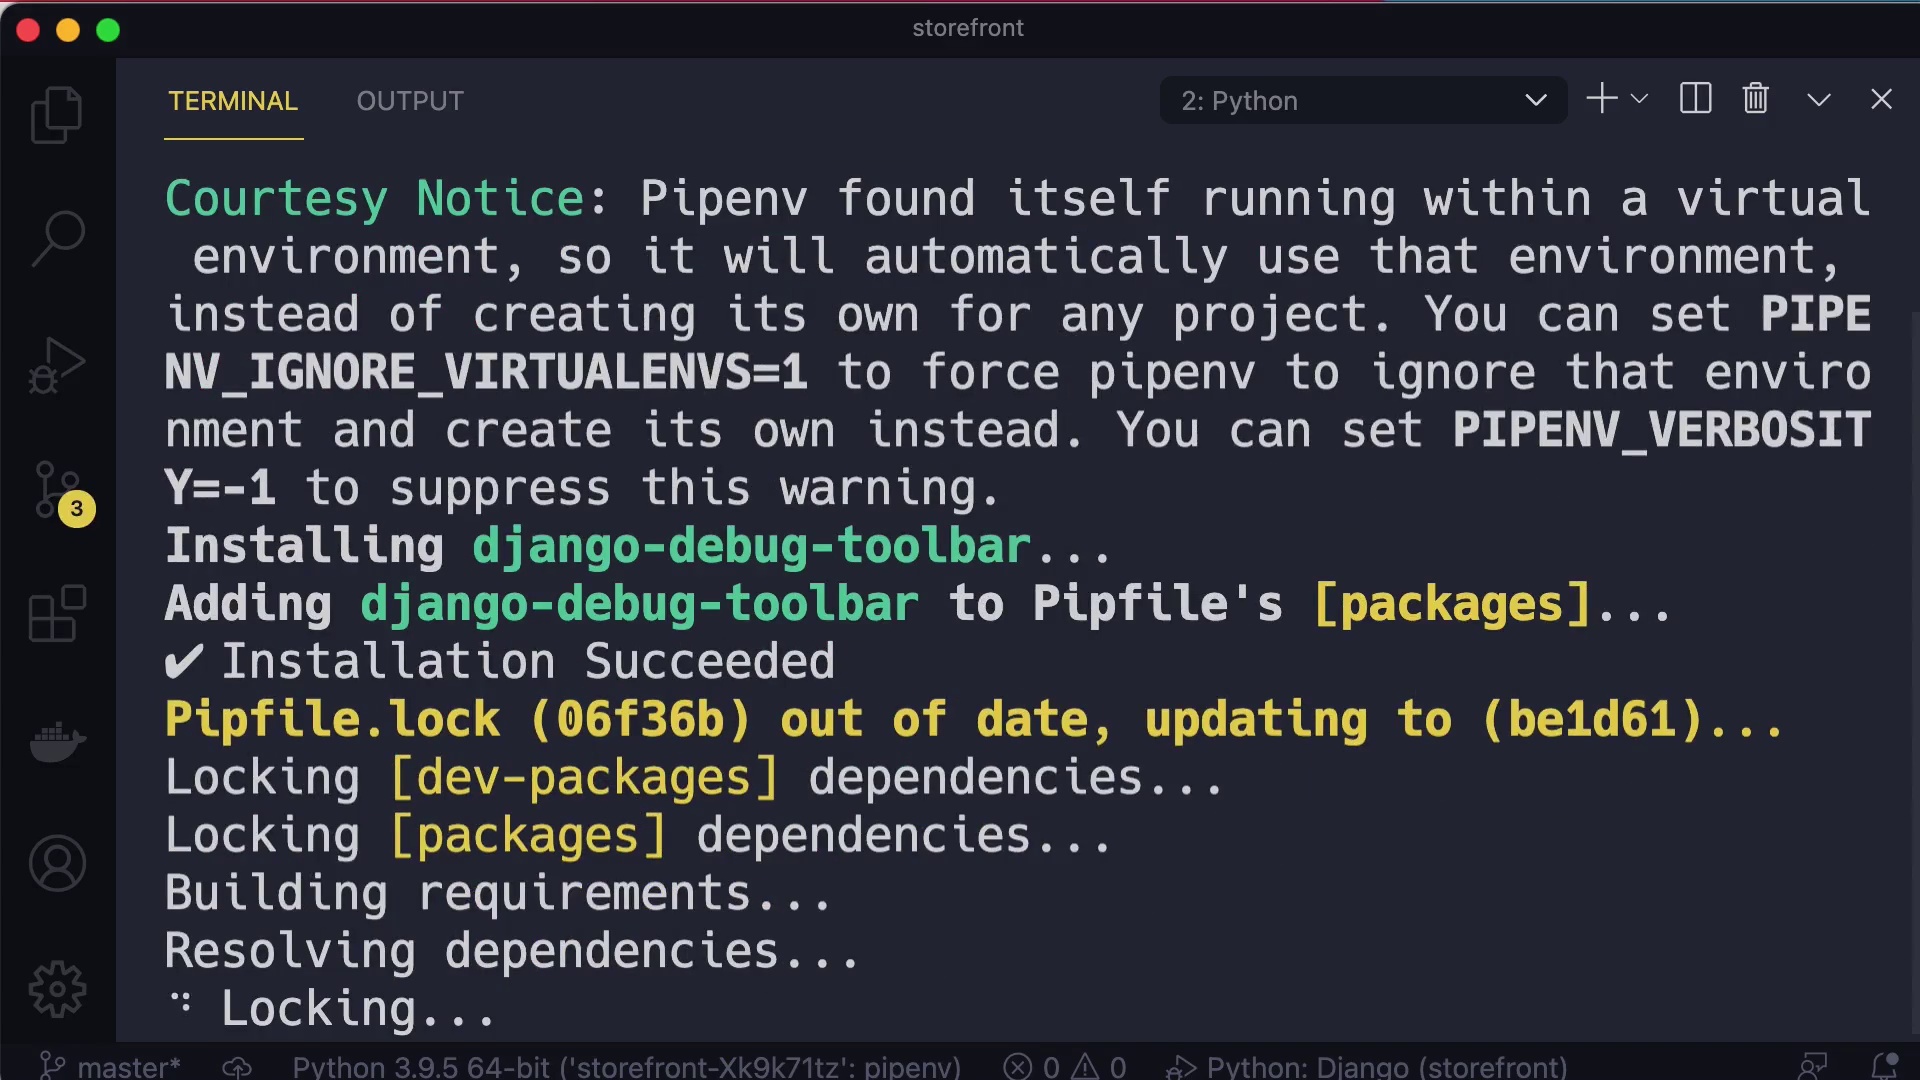 storefront
TERMINAL OUTPUT 2: Python
Courtesy Notice: Pipenv found itself running within a virtual
environment, so it will automatically use that environment,
instead of creating its own for any project. You can set PIPE
NV_IGNORE_VIRTUALENVS=1 to force pipenv to ignore that enviro
nment and create its own instead. You can set PIPENV_VERBOSIT
Y=-1 to suppress this warning.
Installing django-debug-toolbar...
Adding django-debug-toolbar to Pipfile's [packages]...
✔ Installation Succeeded
Pipfile.lock (06f36b) out of date, updating to (be1d61)...
Locking [dev-packages] dependencies...
Locking [packages] dependencies...
Building requirements...
Resolving dependencies...
Locking...
3
master* Python 3.9.5 64-bit ('storefront-Xk9k71tz': pipenv) 0 0 Python: Django (storefront)